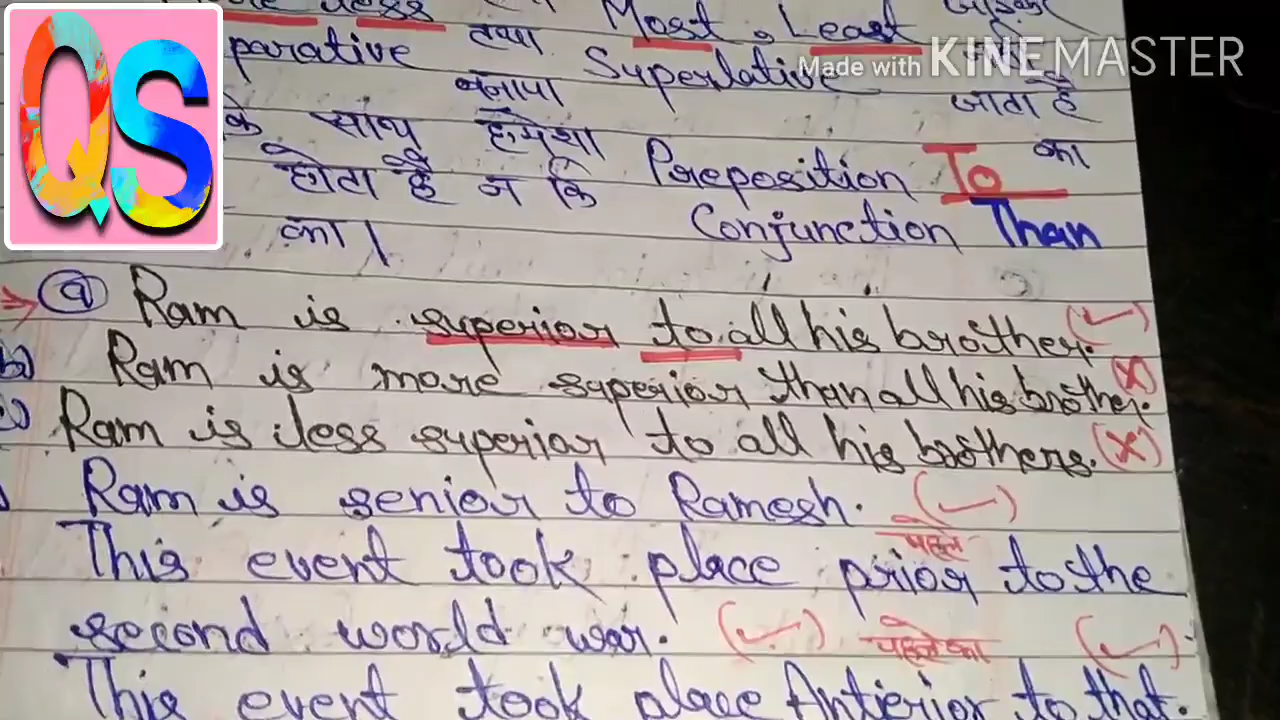 less Most, Least
parative तथा Superlative
बनाया जाता है
के साथ हमेशा Preposition To का
होता है न कि Conjunction Than
का।
QS
Made with KINEMASTER
a Ram is superior to all his brother. (✓)
b) Ram is more superior than all his brother. (X)
c) Ram is less superior to all his brothers. (X)
Ram is senior to Ramesh. (✓)
पहले
This event took place prior to the
second world war. (✓) पहले का (✓)
This event took place Antierior to that.